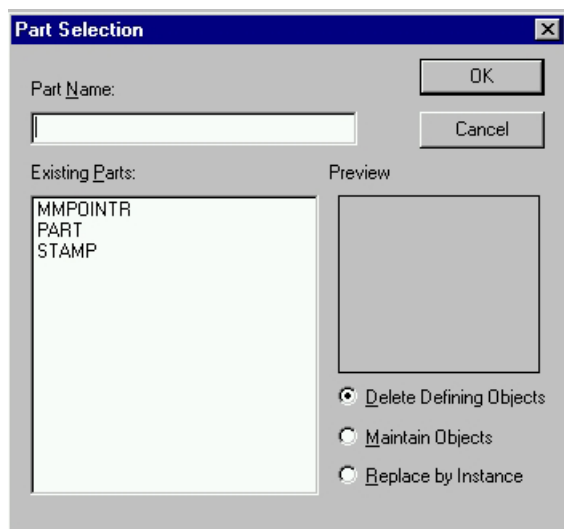 Part Selection
Part Name:
OK
Cancel
Existing Parts:
Preview
MMPOINTR
PART
STAMP
Delete Defining Objects
Maintain Objects
Replace by Instance